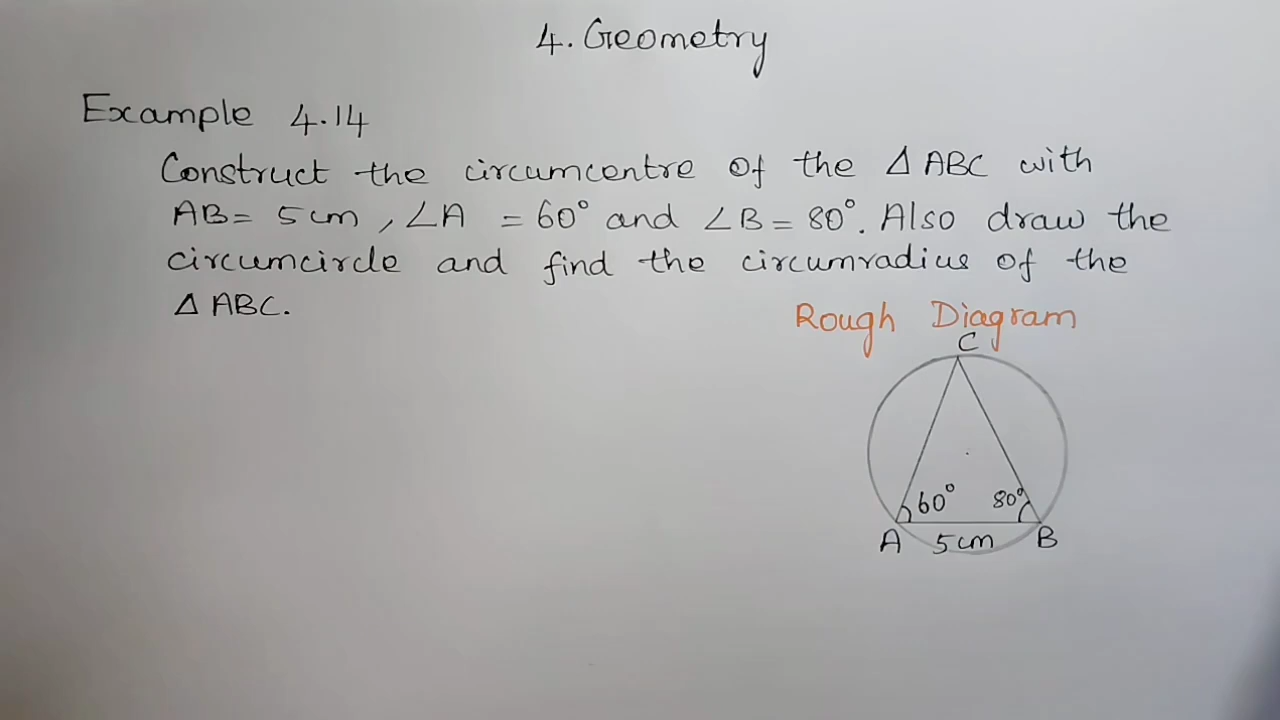 4. Geometry
Example 4.14
Construct the circumcentre of the Δ ABC with
AB = 5 cm, ∠A = 60° and ∠B = 80°. Also draw the
circumcircle and find the circumradius of the
Δ ABC.
Rough Diagram
C
60° 80°
A 5 cm B